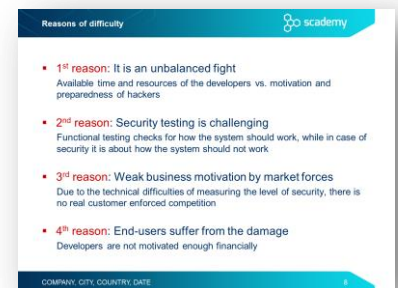 Reasons of difficulty
scademy
▪ 1st reason: It is an unbalanced fight
Available time and resources of the developers vs. motivation and
preparedness of hackers
▪ 2nd reason: Security testing is challenging
Functional testing checks for how the system should work, while in case of
security it is about how the system should not work
▪ 3rd reason: Weak business motivation by market forces
Due to the technical difficulties of measuring the level of security, there is
no real customer enforced competition
▪ 4th reason: End-users suffer from the damage
Developers are not motivated enough financially
COMPANY, CITY, COUNTRY, DATE
8